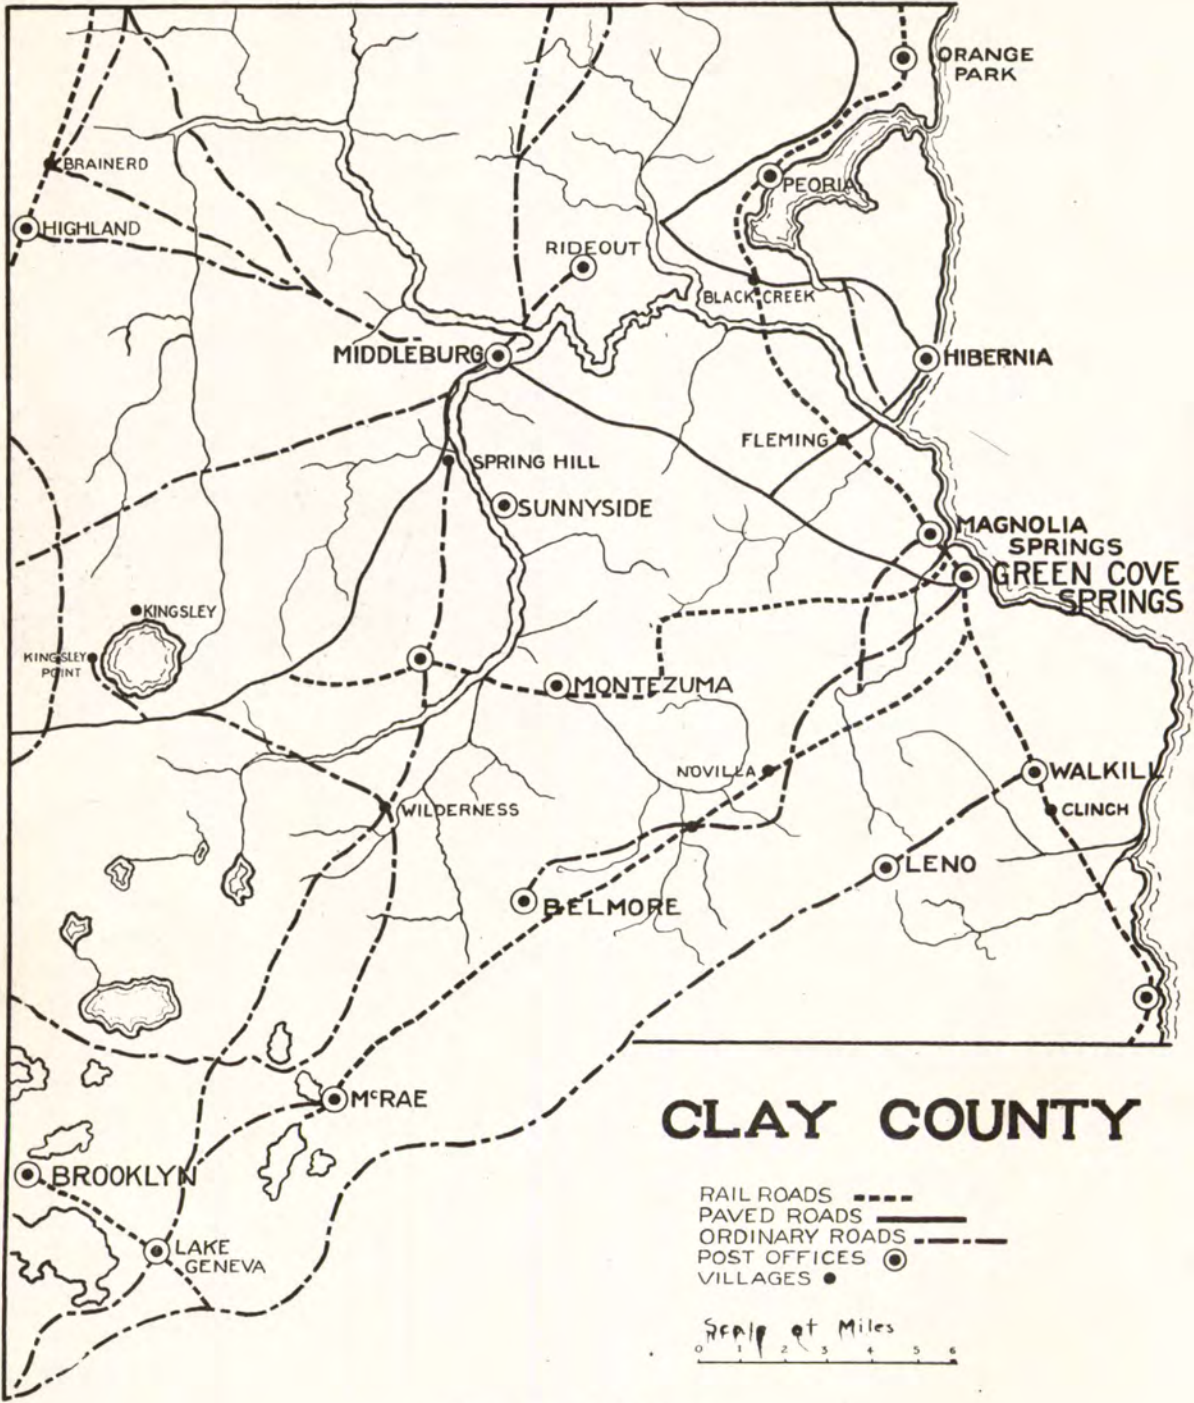 ORANGE
PARK
BRAINERD
PEORIA
HIGHLAND
RIDEOUT
BLACK CREEK
MIDDLEBURG
HIBERNIA
FLEMING
SPRING HILL
SUNNYSIDE
MAGNOLIA
SPRINGS
GREEN COVE
SPRINGS
KINGSLEY
KINGSLEY
POINT
MONTEZUMA
NOVILLA
WALKILL
WILDERNESS
CLINCH
LENO
BELMORE
McRAE
CLAY COUNTY
BROOKLYN
RAIL ROADS
PAVED ROADS
ORDINARY ROADS
POST OFFICES
VILLAGES
LAKE
GENEVA
Scale of Miles
0 1 2 3 4 5 6